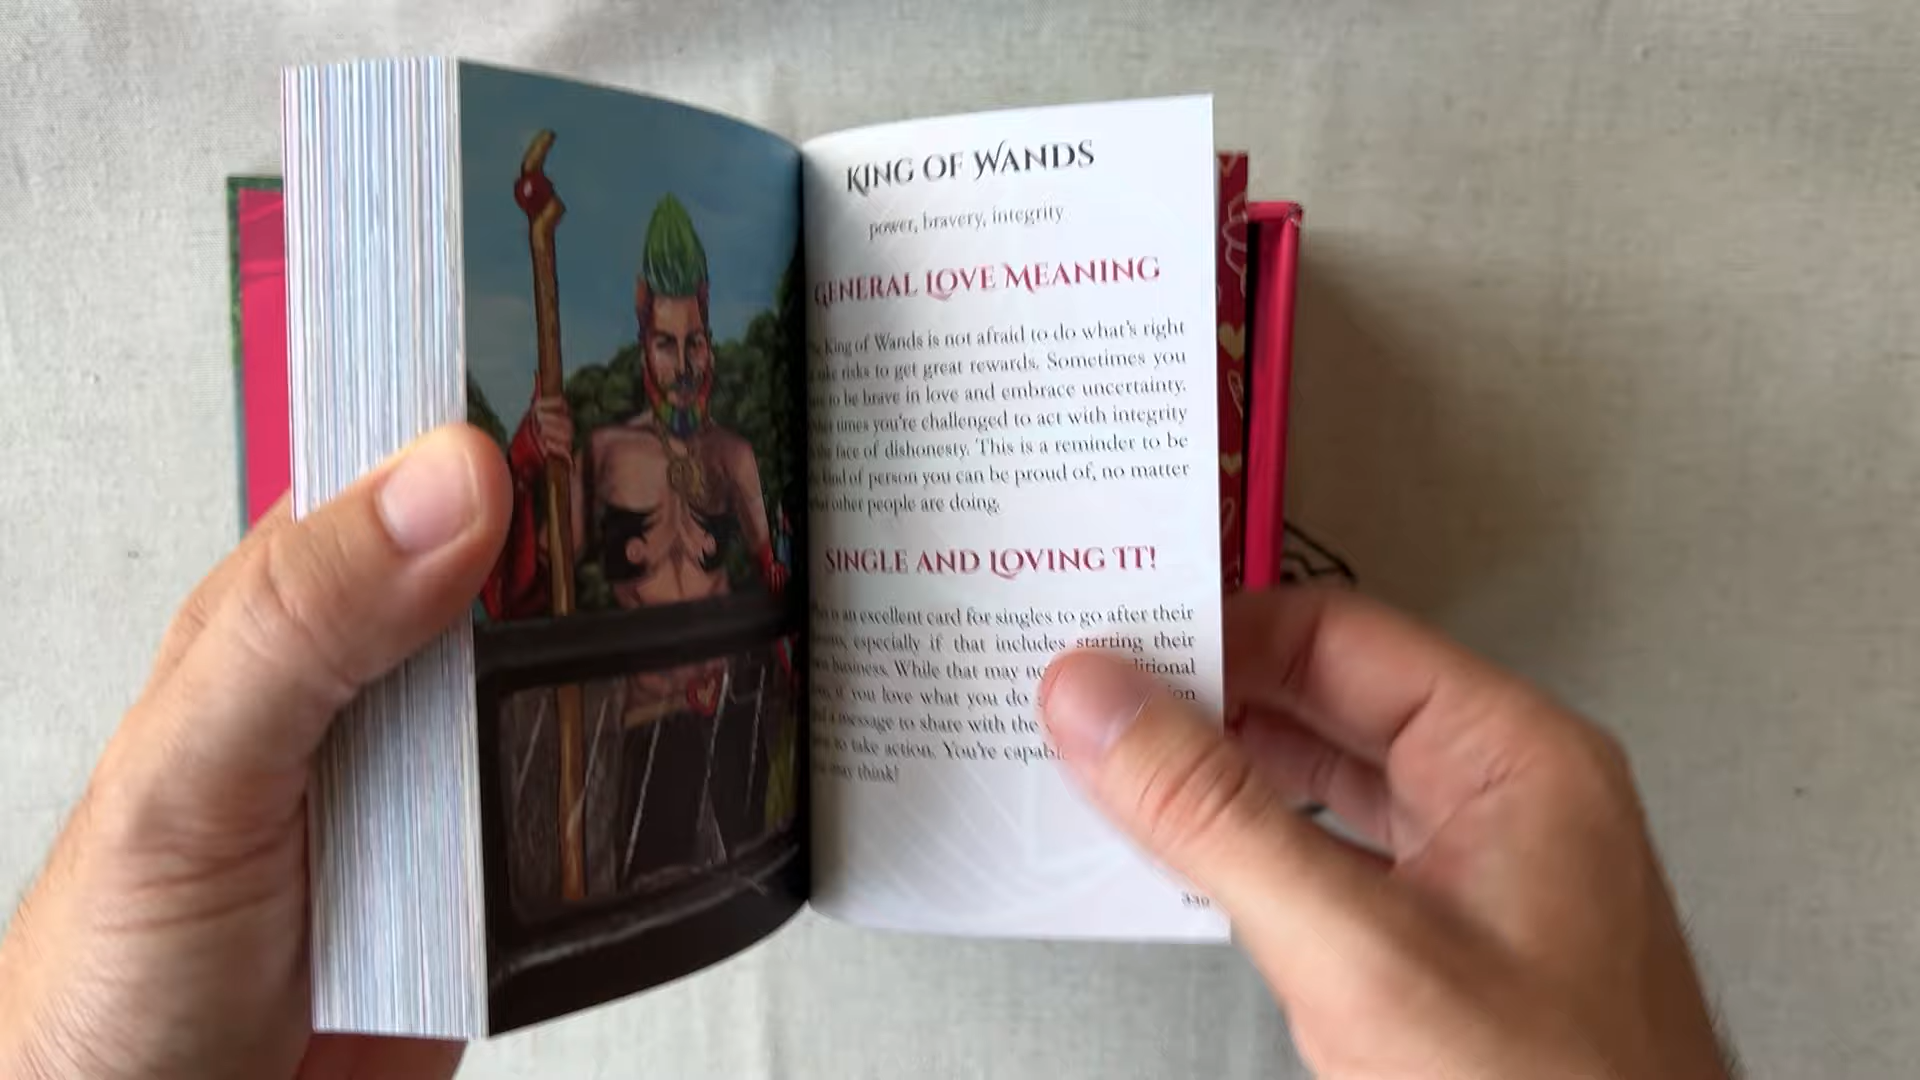 KING OF WANDS
power, bravery, integrity
GENERAL LOVE MEANING
King of Wands is not afraid to do what's right
risks to get great rewards. Sometimes you
to be brave in love and embrace uncertainty.
times you're challenged to act with integrity
the face of dishonesty. This is a reminder to be
kind of person you can be proud of, no matter
other people are doing.
SINGLE AND LOVING IT!
is an excellent card for singles to go after their
especially if that includes starting their
business. While that may
if you love what you do
a message to share with the
to take action. You're
may think!